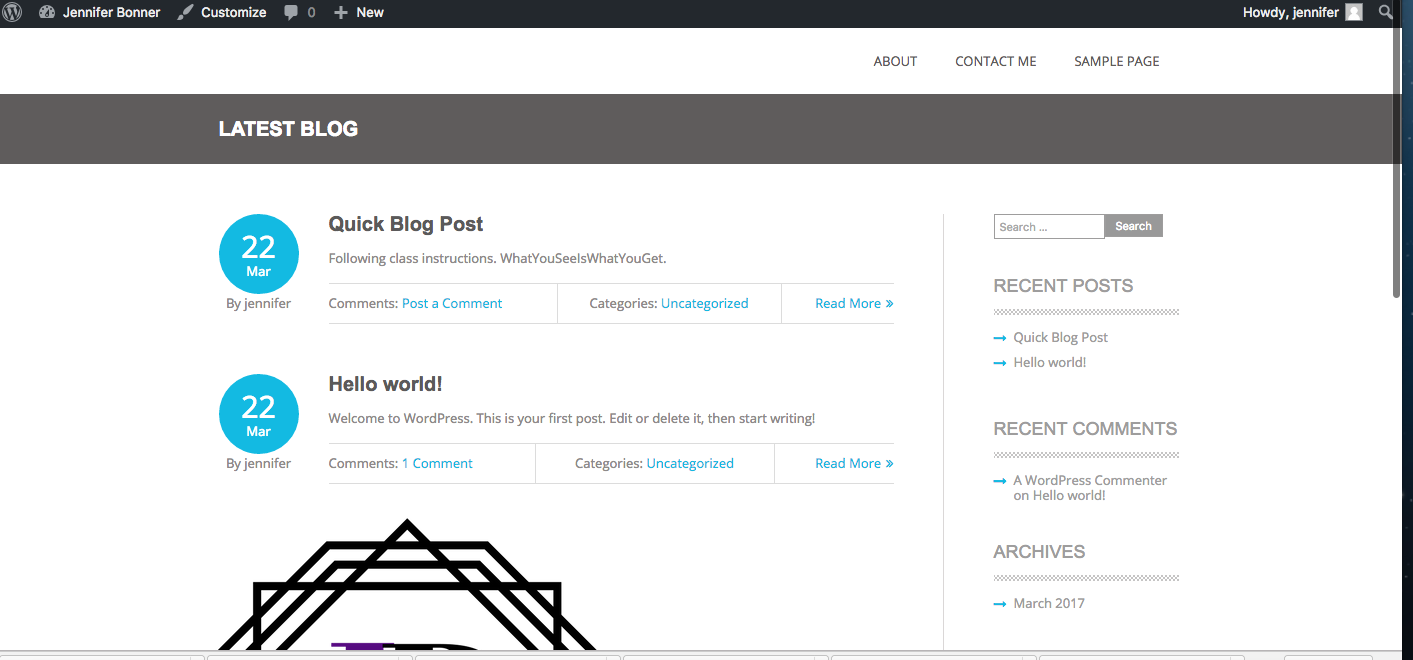 Jennifer Bonner Customize 0 New Howdy, jennifer
ABOUT CONTACT ME SAMPLE PAGE
LATEST BLOG
22
Mar
By jennifer
Quick Blog Post
Following class instructions. WhatYouSeeIsWhatYouGet.
Comments: Post a Comment Categories: Uncategorized Read More »
22
Mar
By jennifer
Hello world!
Welcome to WordPress. This is your first post. Edit or delete it, then start writing!
Comments: 1 Comment Categories: Uncategorized Read More »
Search ... Search
RECENT POSTS
Quick Blog Post
Hello world!
RECENT COMMENTS
A WordPress Commenter
on Hello world!
ARCHIVES
March 2017